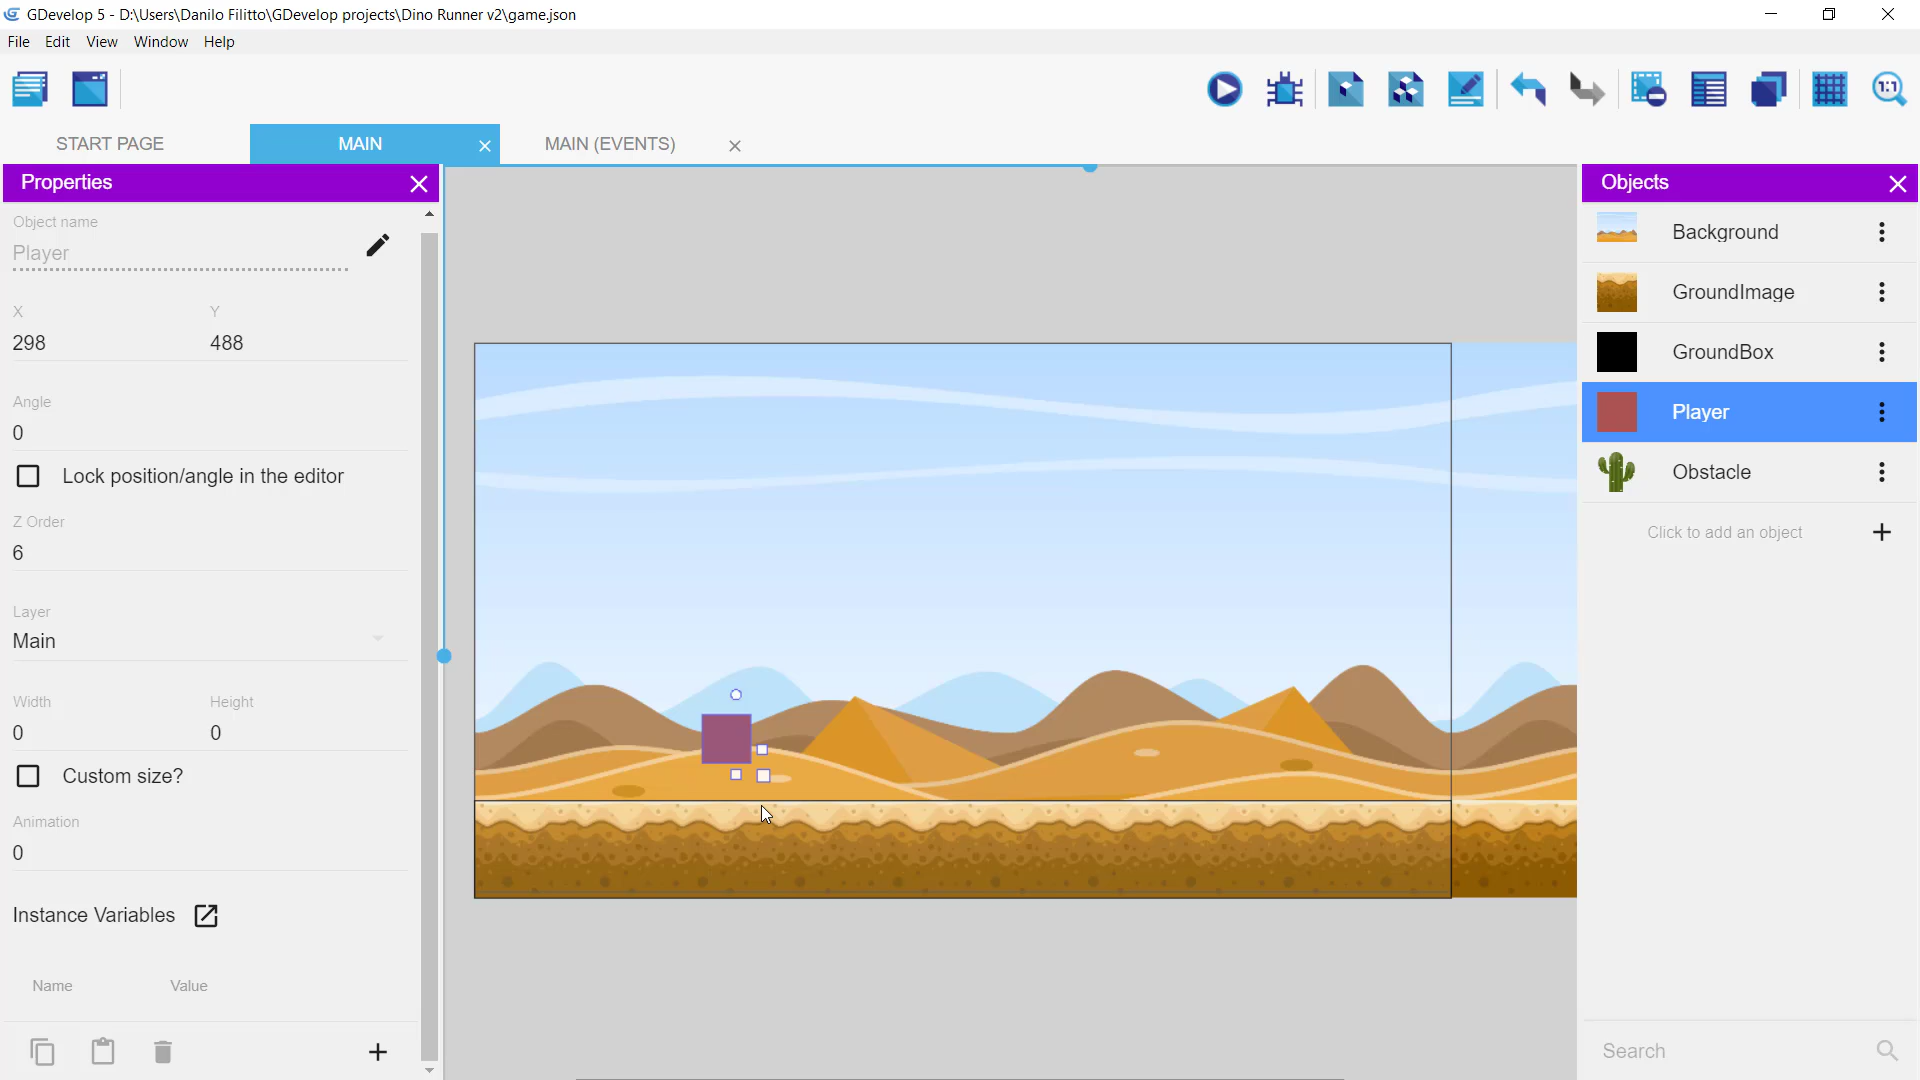 GDevelop 5 - D:\Users\Danilo Filitto\GDevelop projects\Dino Runner v2\game.json
File Edit View Window Help
1:1
START PAGE MAIN MAIN (EVENTS)
Properties
Object name
Player
X Y
298 488
Angle
0
Lock position/angle in the editor
Z Order
6
Layer
Main
Width Height
0 0
Custom size?
Animation
0
Instance Variables
Name Value
Objects
Background
GroundImage
GroundBox
Player
Obstacle
Click to add an object
Search